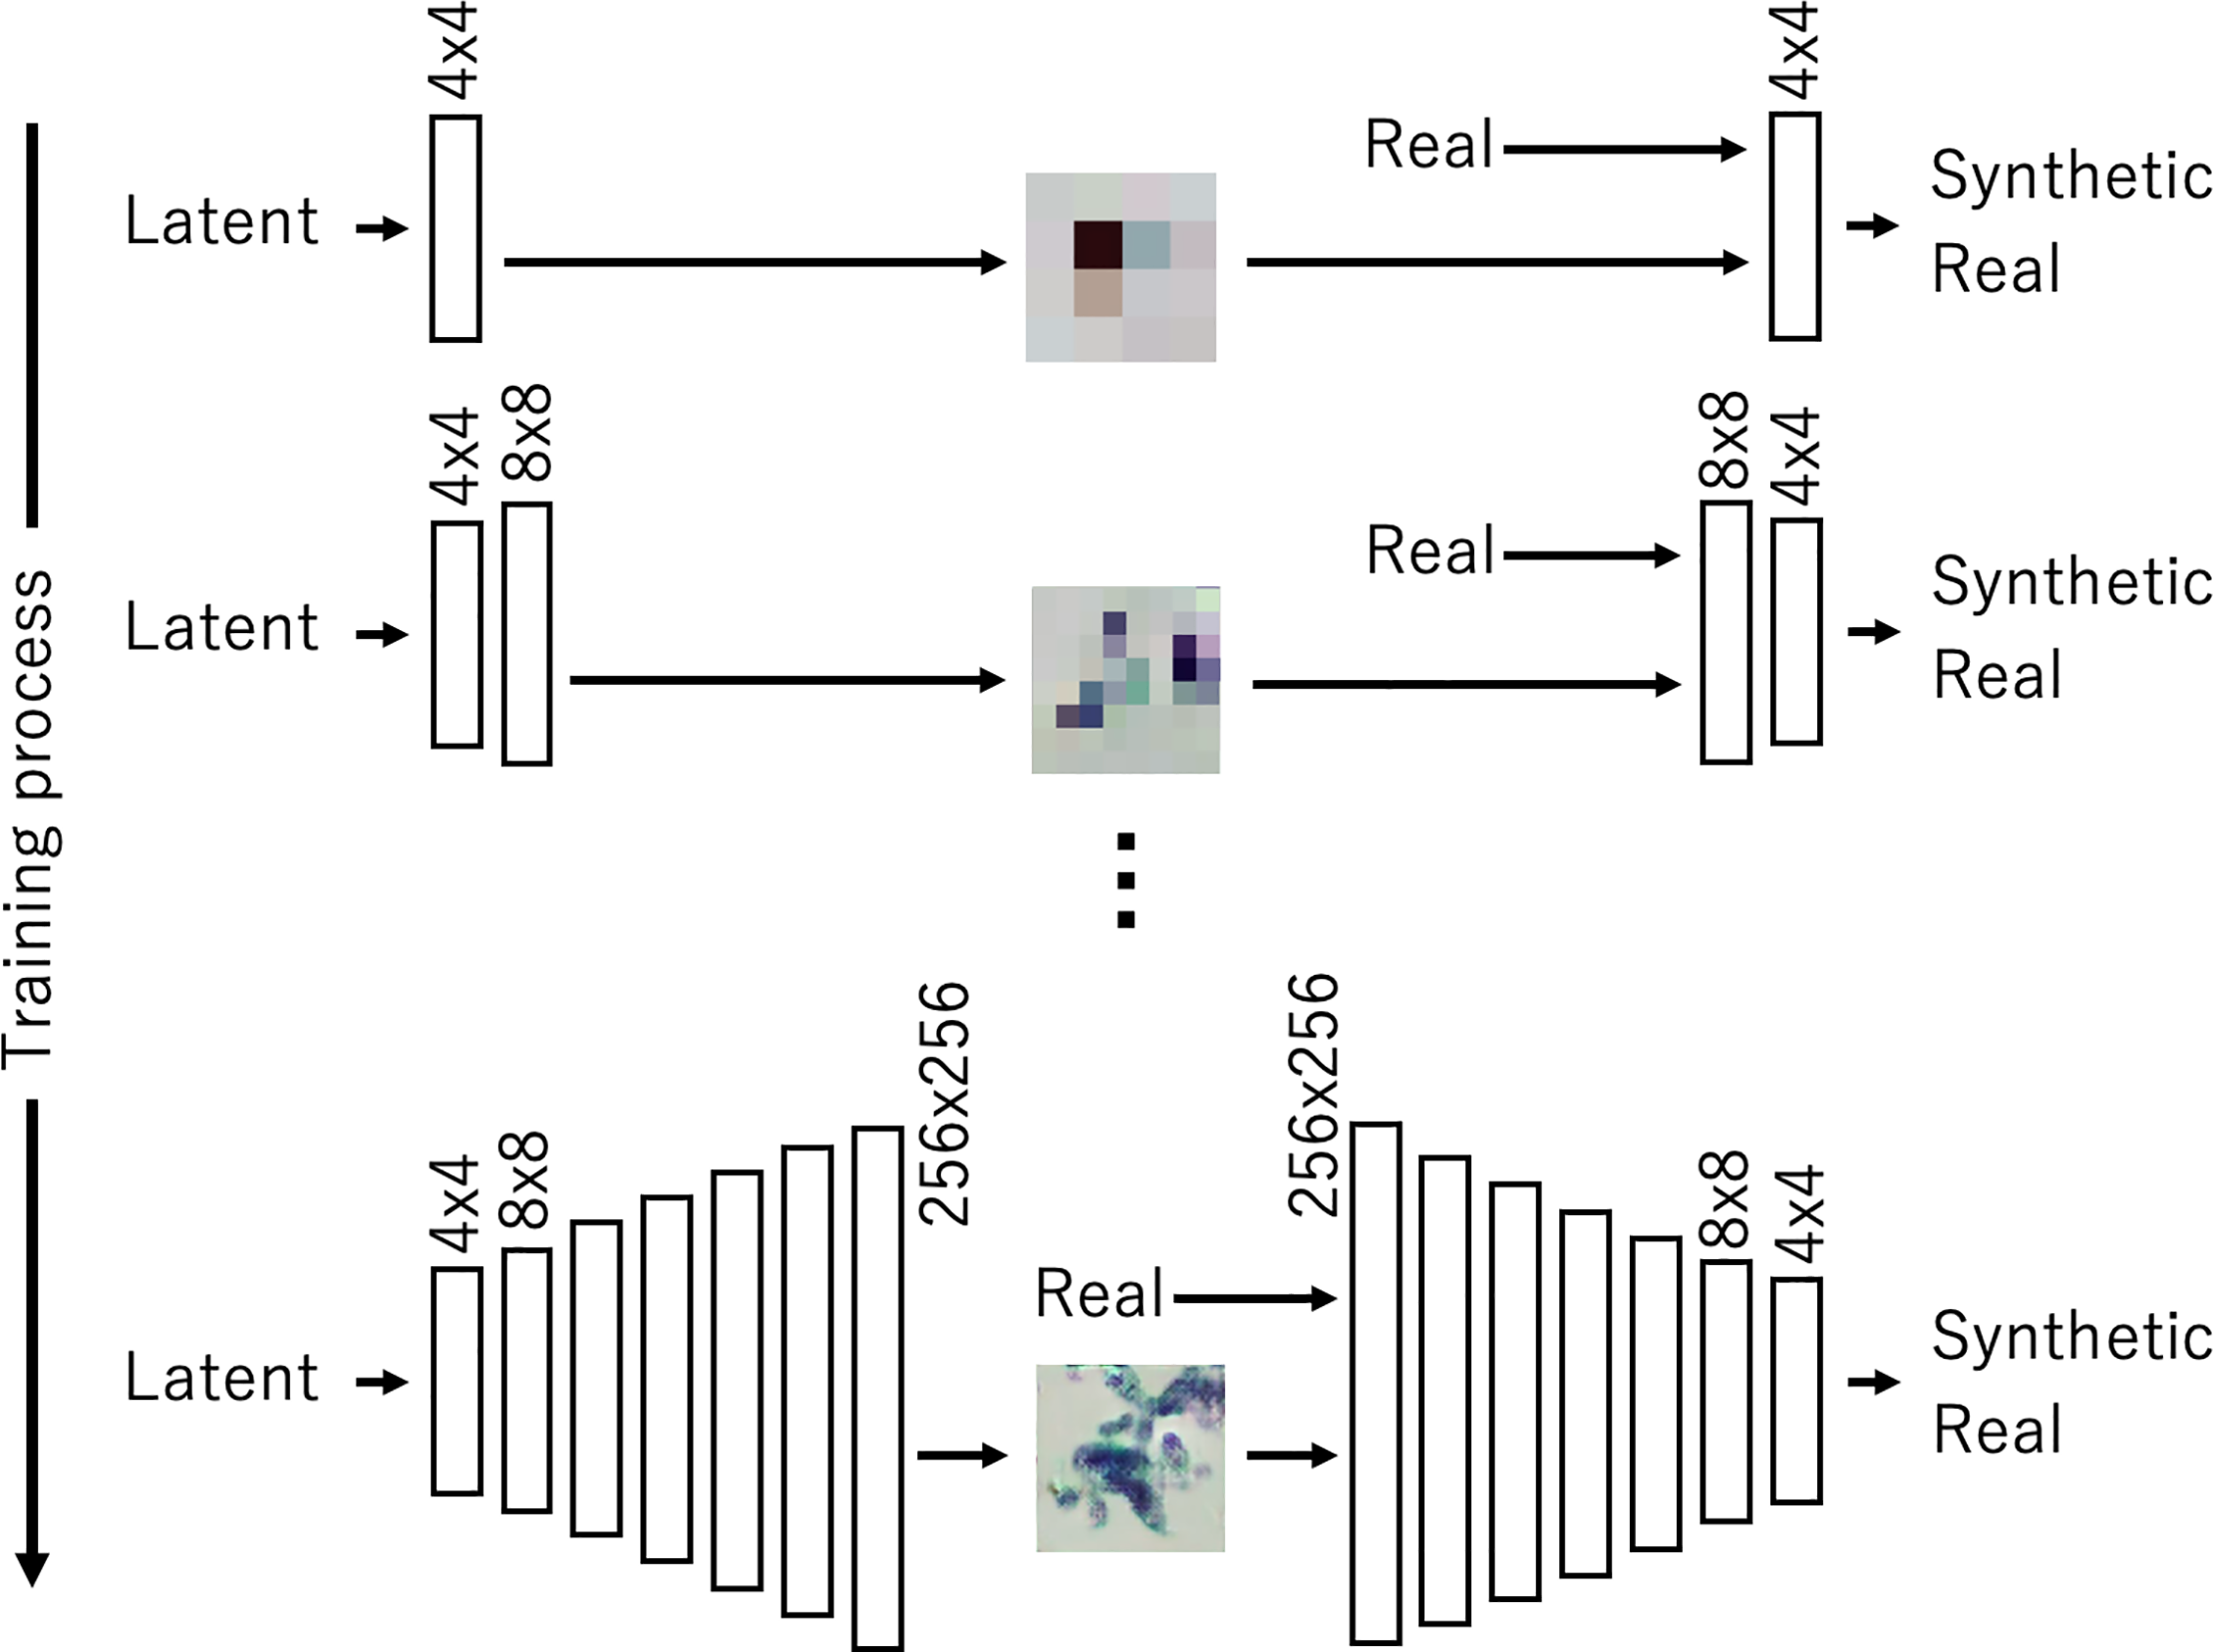 Training process
4x4
4x4
Latent
Real
Synthetic
Real
4x4
8x8
8x8
4x4
Latent
Real
Synthetic
Real
4x4
8x8
256x256
256x256
8x8
4x4
Latent
Real
Synthetic
Real